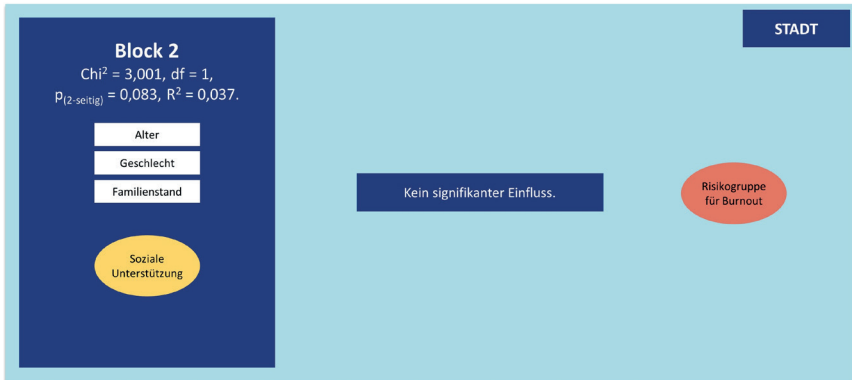 STADT
Block 2
Chi² = 3,001, df = 1,
p(2-seitig) = 0,083, R² = 0,037.
Alter
Geschlecht
Familienstand
Soziale
Unterstützung
Kein signifikanter Einfluss.
Risikogruppe
für Burnout